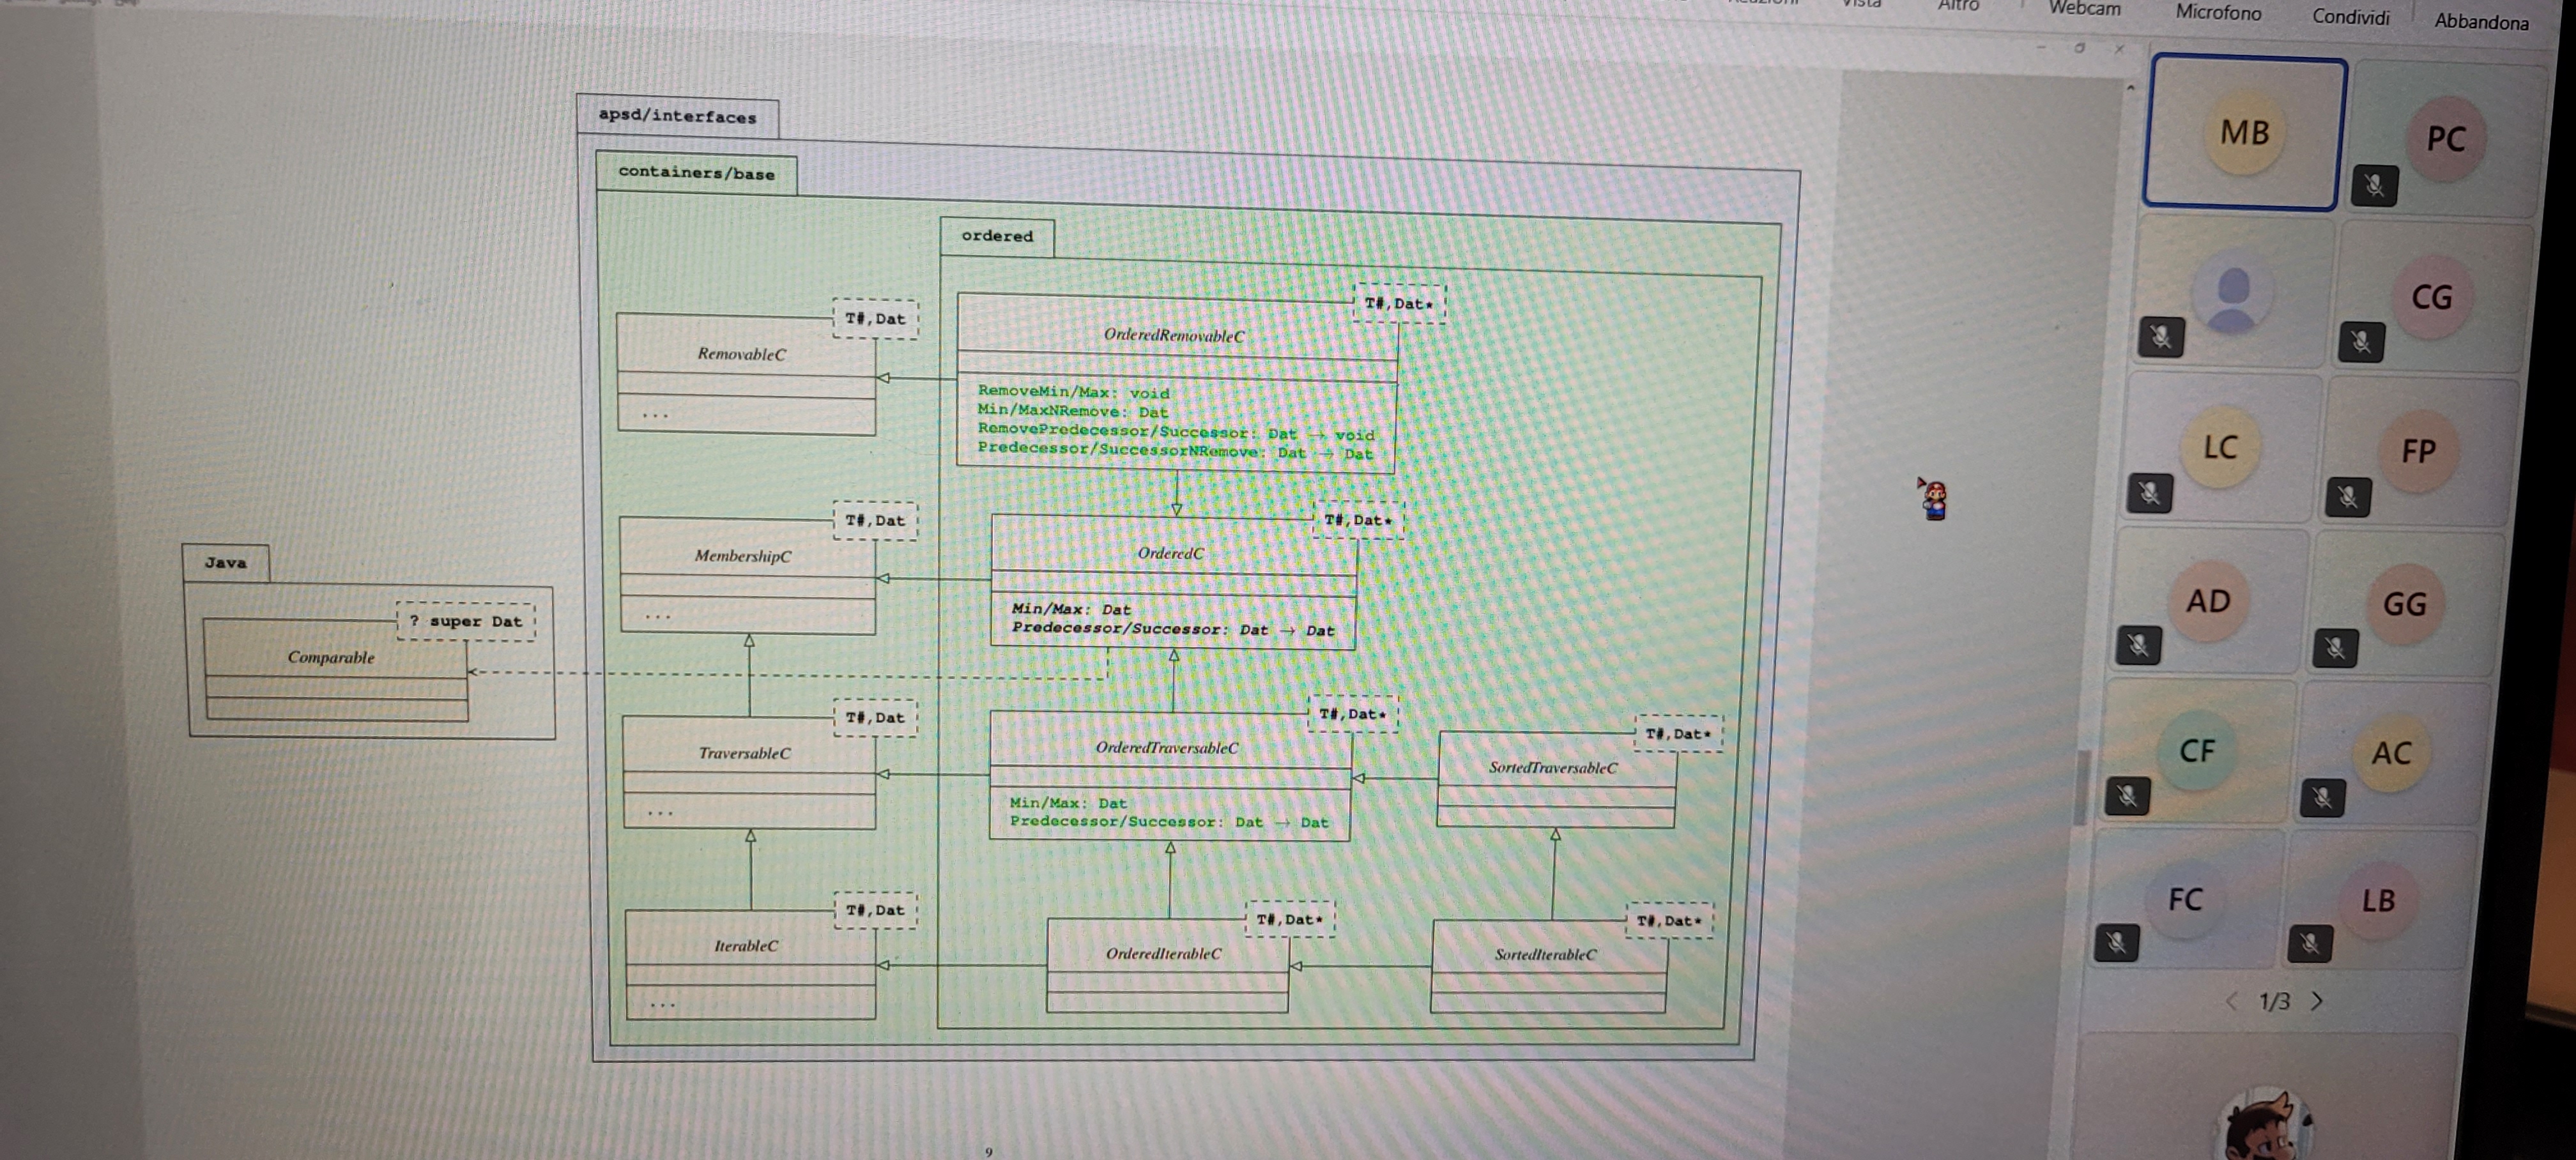 Vista
Altro
Webcam
Microfono
Condividi
Abbandona
apsd/interfaces
containers/base
ordered
T#,Dat
RemovableC
...
T#,Dat*
OrderedRemovableC
RemoveMin/Max: void
Min/MaxNRemove: Dat
RemovePredecessor/Successor: Dat → void
Predecessor/SuccessorNRemove: Dat → Dat
T#,Dat
MembershipC
...
T#,Dat*
OrderedC
Min/Max: Dat
Predecessor/Successor: Dat → Dat
Java
? super Dat
Comparable
T#,Dat
TraversableC
...
T#,Dat*
OrderedTraversableC
Min/Max: Dat
Predecessor/Successor: Dat → Dat
T#,Dat*
SortedTraversableC
T#,Dat
IterableC
...
T#,Dat*
OrderedIterableC
T#,Dat*
SortedIterableC
9
MB
PC
CG
LC
FP
AD
GG
CF
AC
FC
LB
1/3